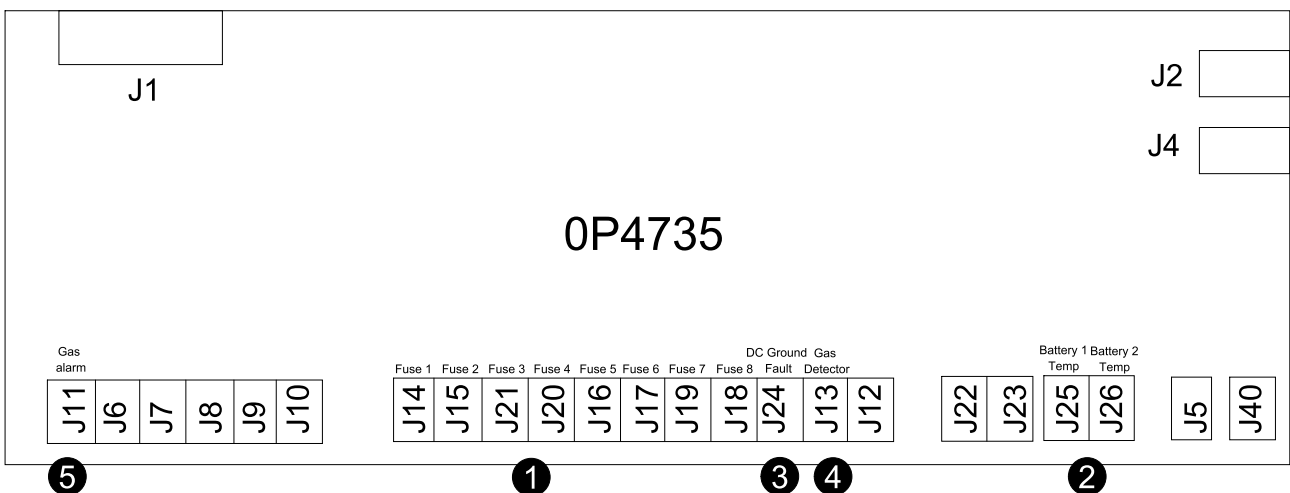 J1
J2
J4
0P4735
Gas alarm
Fuse 1 Fuse 2 Fuse 3 Fuse 4 Fuse 5 Fuse 6 Fuse 7 Fuse 8
DC Ground Fault
Gas Detector
Battery 1 Temp
Battery 2 Temp
J11 J6 J7 J8 J9 J10
J14 J15 J21 J20 J16 J17 J19 J18 J24 J13 J12
J22 J23 J25 J26
J5 J40
5 1 3 4 2